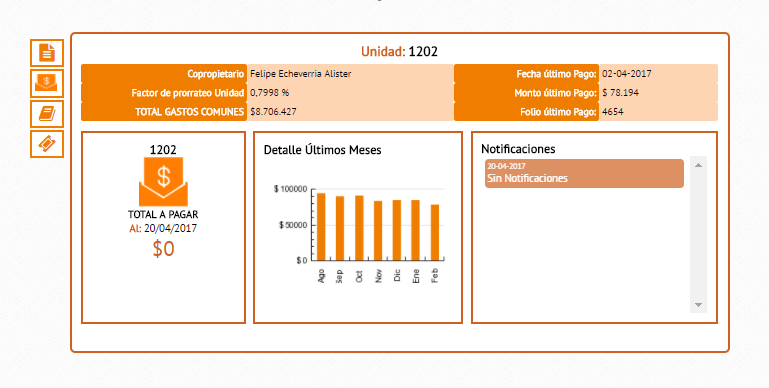 Unidad: 1202
Copropietario Felipe Echeverria Alister
Fecha último Pago: 02-04-2017
Factor de prorrateo Unidad 0,7998 %
Monto último Pago: $ 78.194
TOTAL GASTOS COMUNES $8.706.427
Folio último Pago: 4654
1202
TOTAL A PAGAR
Al: 20/04/2017
$0
Detalle Últimos Meses
$ 100000
$ 50000
$ 0
Ago Sep Oct Nov Dic Ene Feb
Notificaciones
20-04-2017
Sin Notificaciones